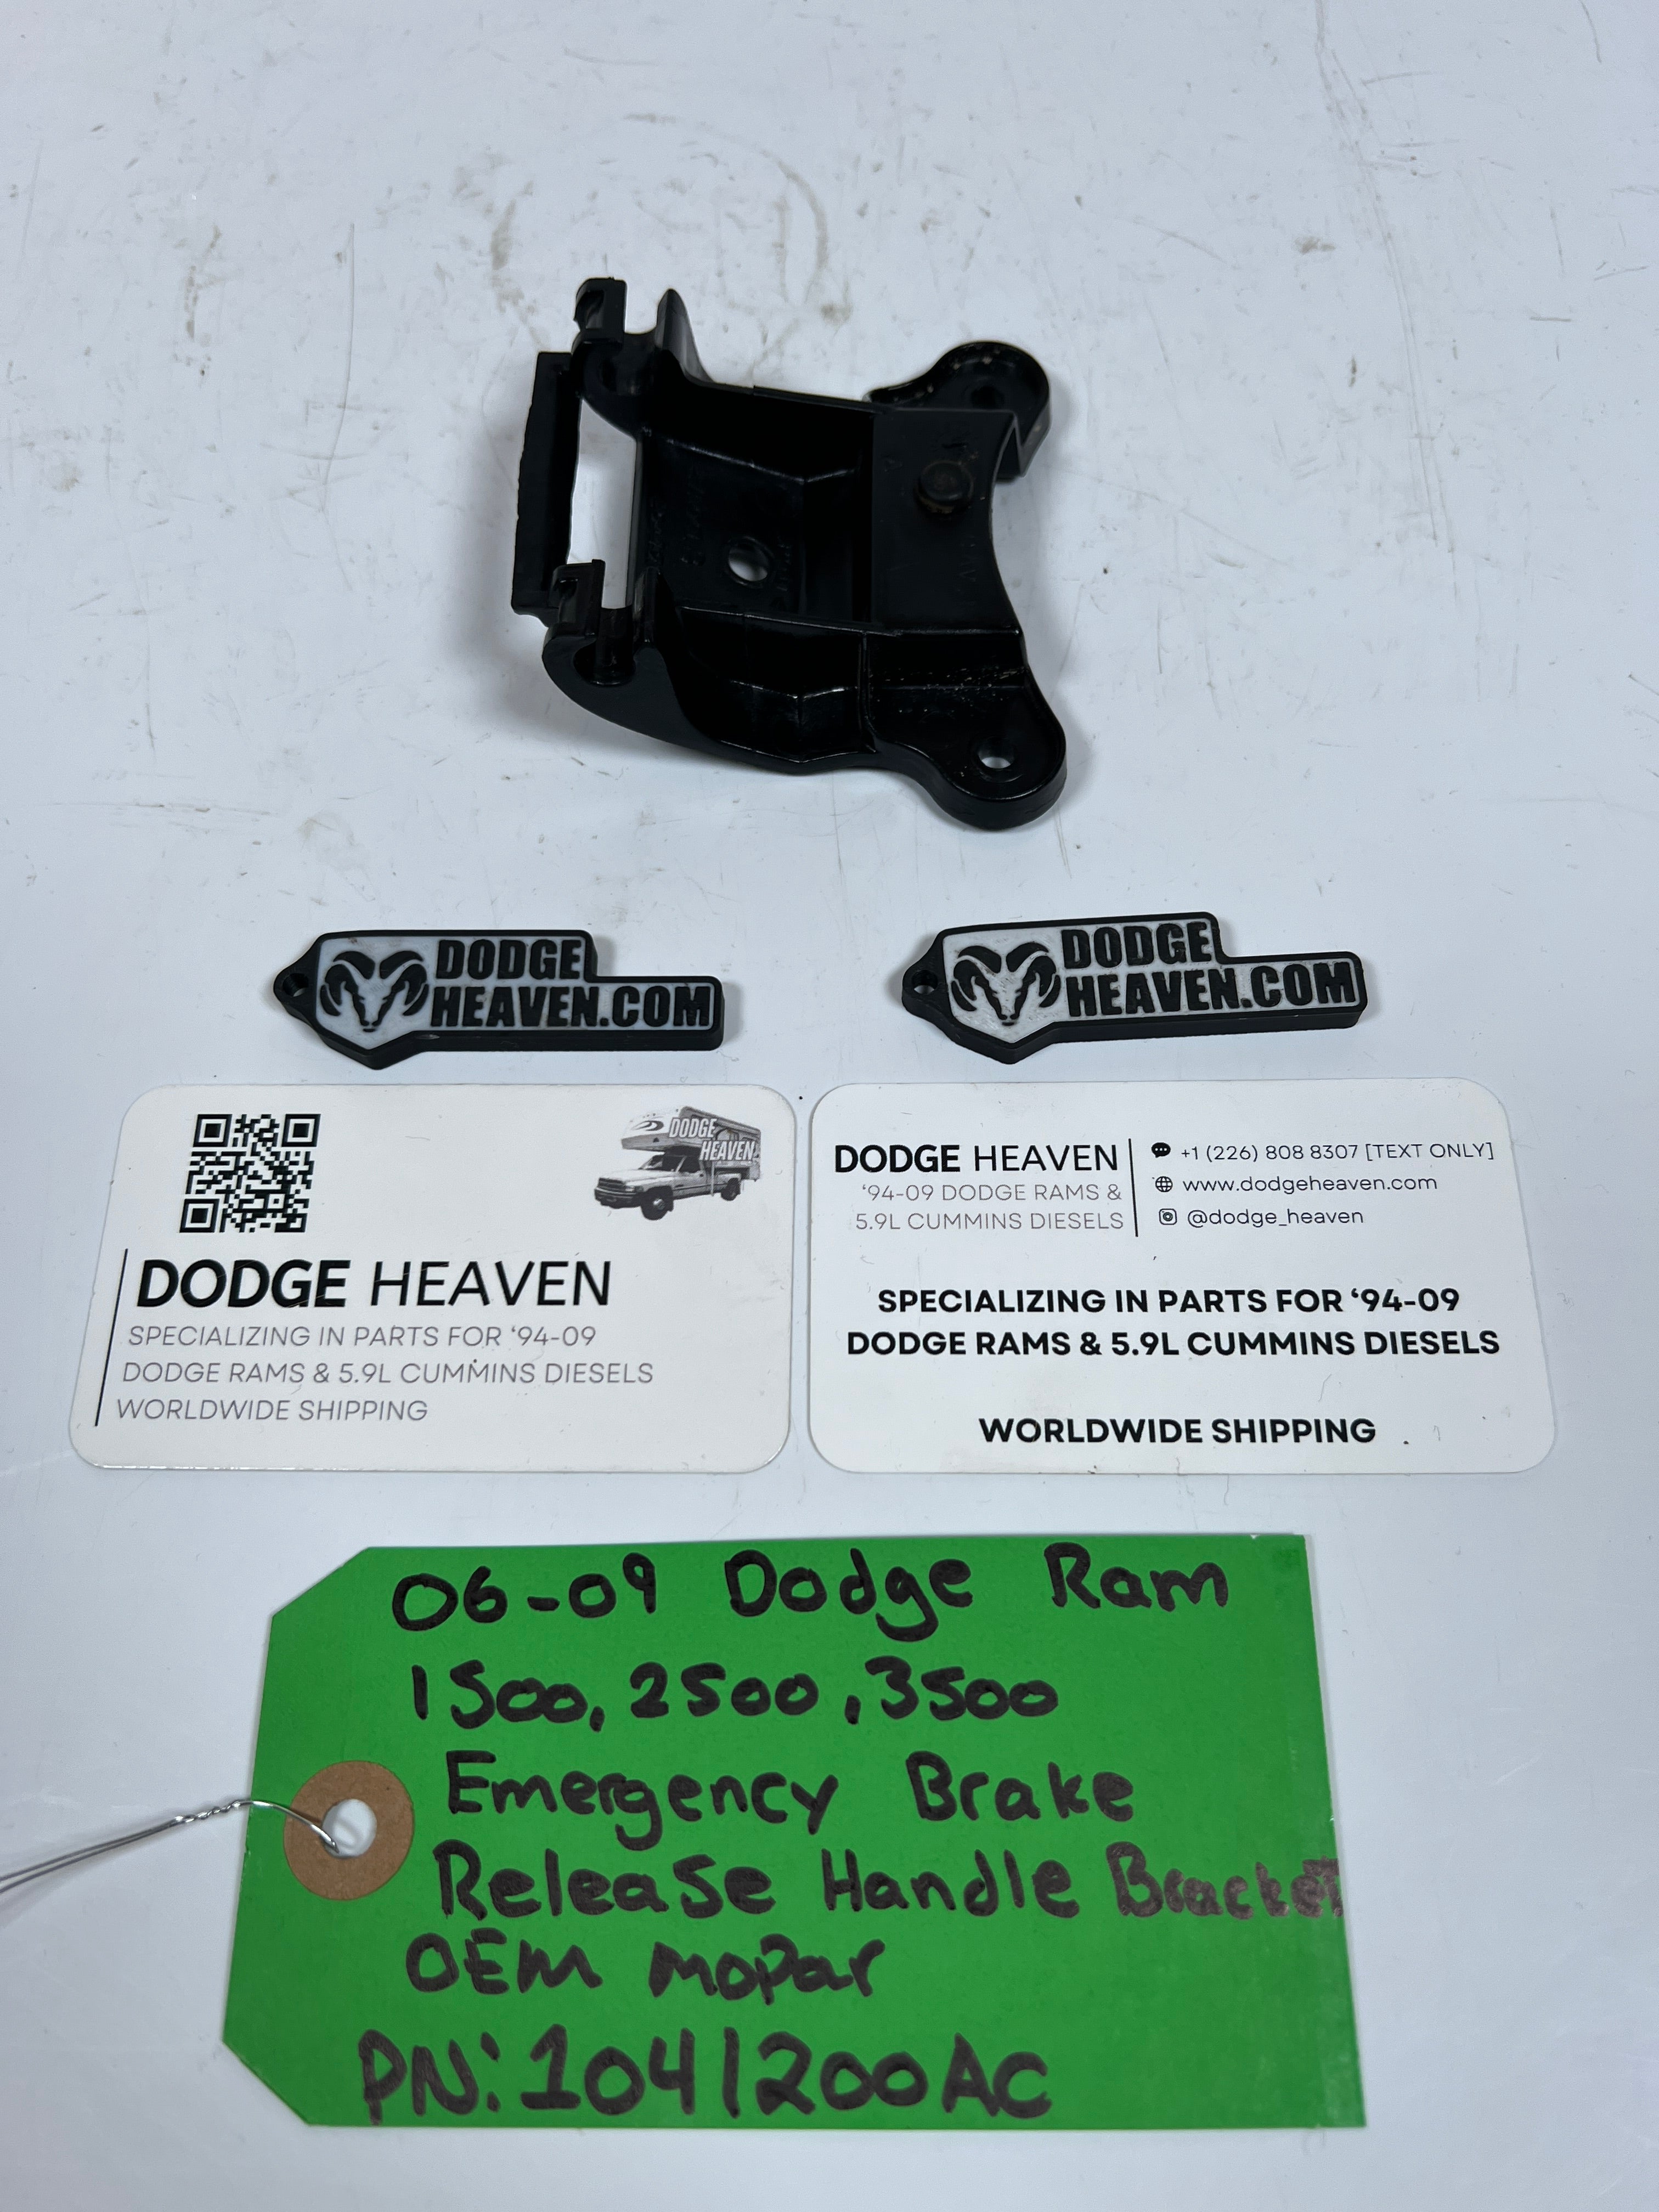 DODGE
HEAVEN.COM
DODGE
HEAVEN.COM
DODGE
HEAVEN
DODGE HEAVEN
SPECIALIZING IN PARTS FOR ‘94-09
DODGE RAMS & 5.9L CUMMINS DIESELS
WORLDWIDE SHIPPING
DODGE HEAVEN
‘94-09 DODGE RAMS &
5.9L CUMMINS DIESELS
+1 (226) 808 8307 [TEXT ONLY]
www.dodgeheaven.com
@dodge_heaven
SPECIALIZING IN PARTS FOR ‘94-09
DODGE RAMS & 5.9L CUMMINS DIESELS
WORLDWIDE SHIPPING
06-09 Dodge Ram
1500, 2500, 3500
Emergency Brake
Release Handle Bracket
OEM Mopar
PN: 1041200AC